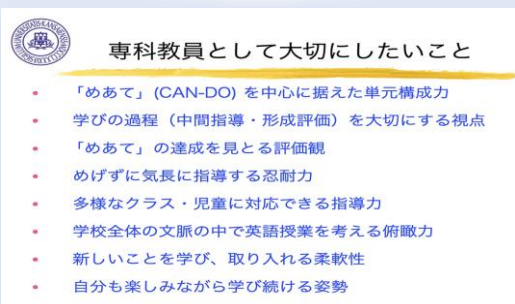 専科教員として大切にしたいこと
• 「めあて」(CAN-DO) を中心に据えた単元構成力
• 学びの過程（中間指導・形成評価）を大切にする視点
• 「めあて」の達成を見とる評価観
• めげずに気長に指導する忍耐力
• 多様なクラス・児童に対応できる指導力
• 学校全体の文脈の中で英語授業を考える俯瞰力
• 新しいことを学び、取り入れる柔軟性
• 自分も楽しみながら学び続ける姿勢